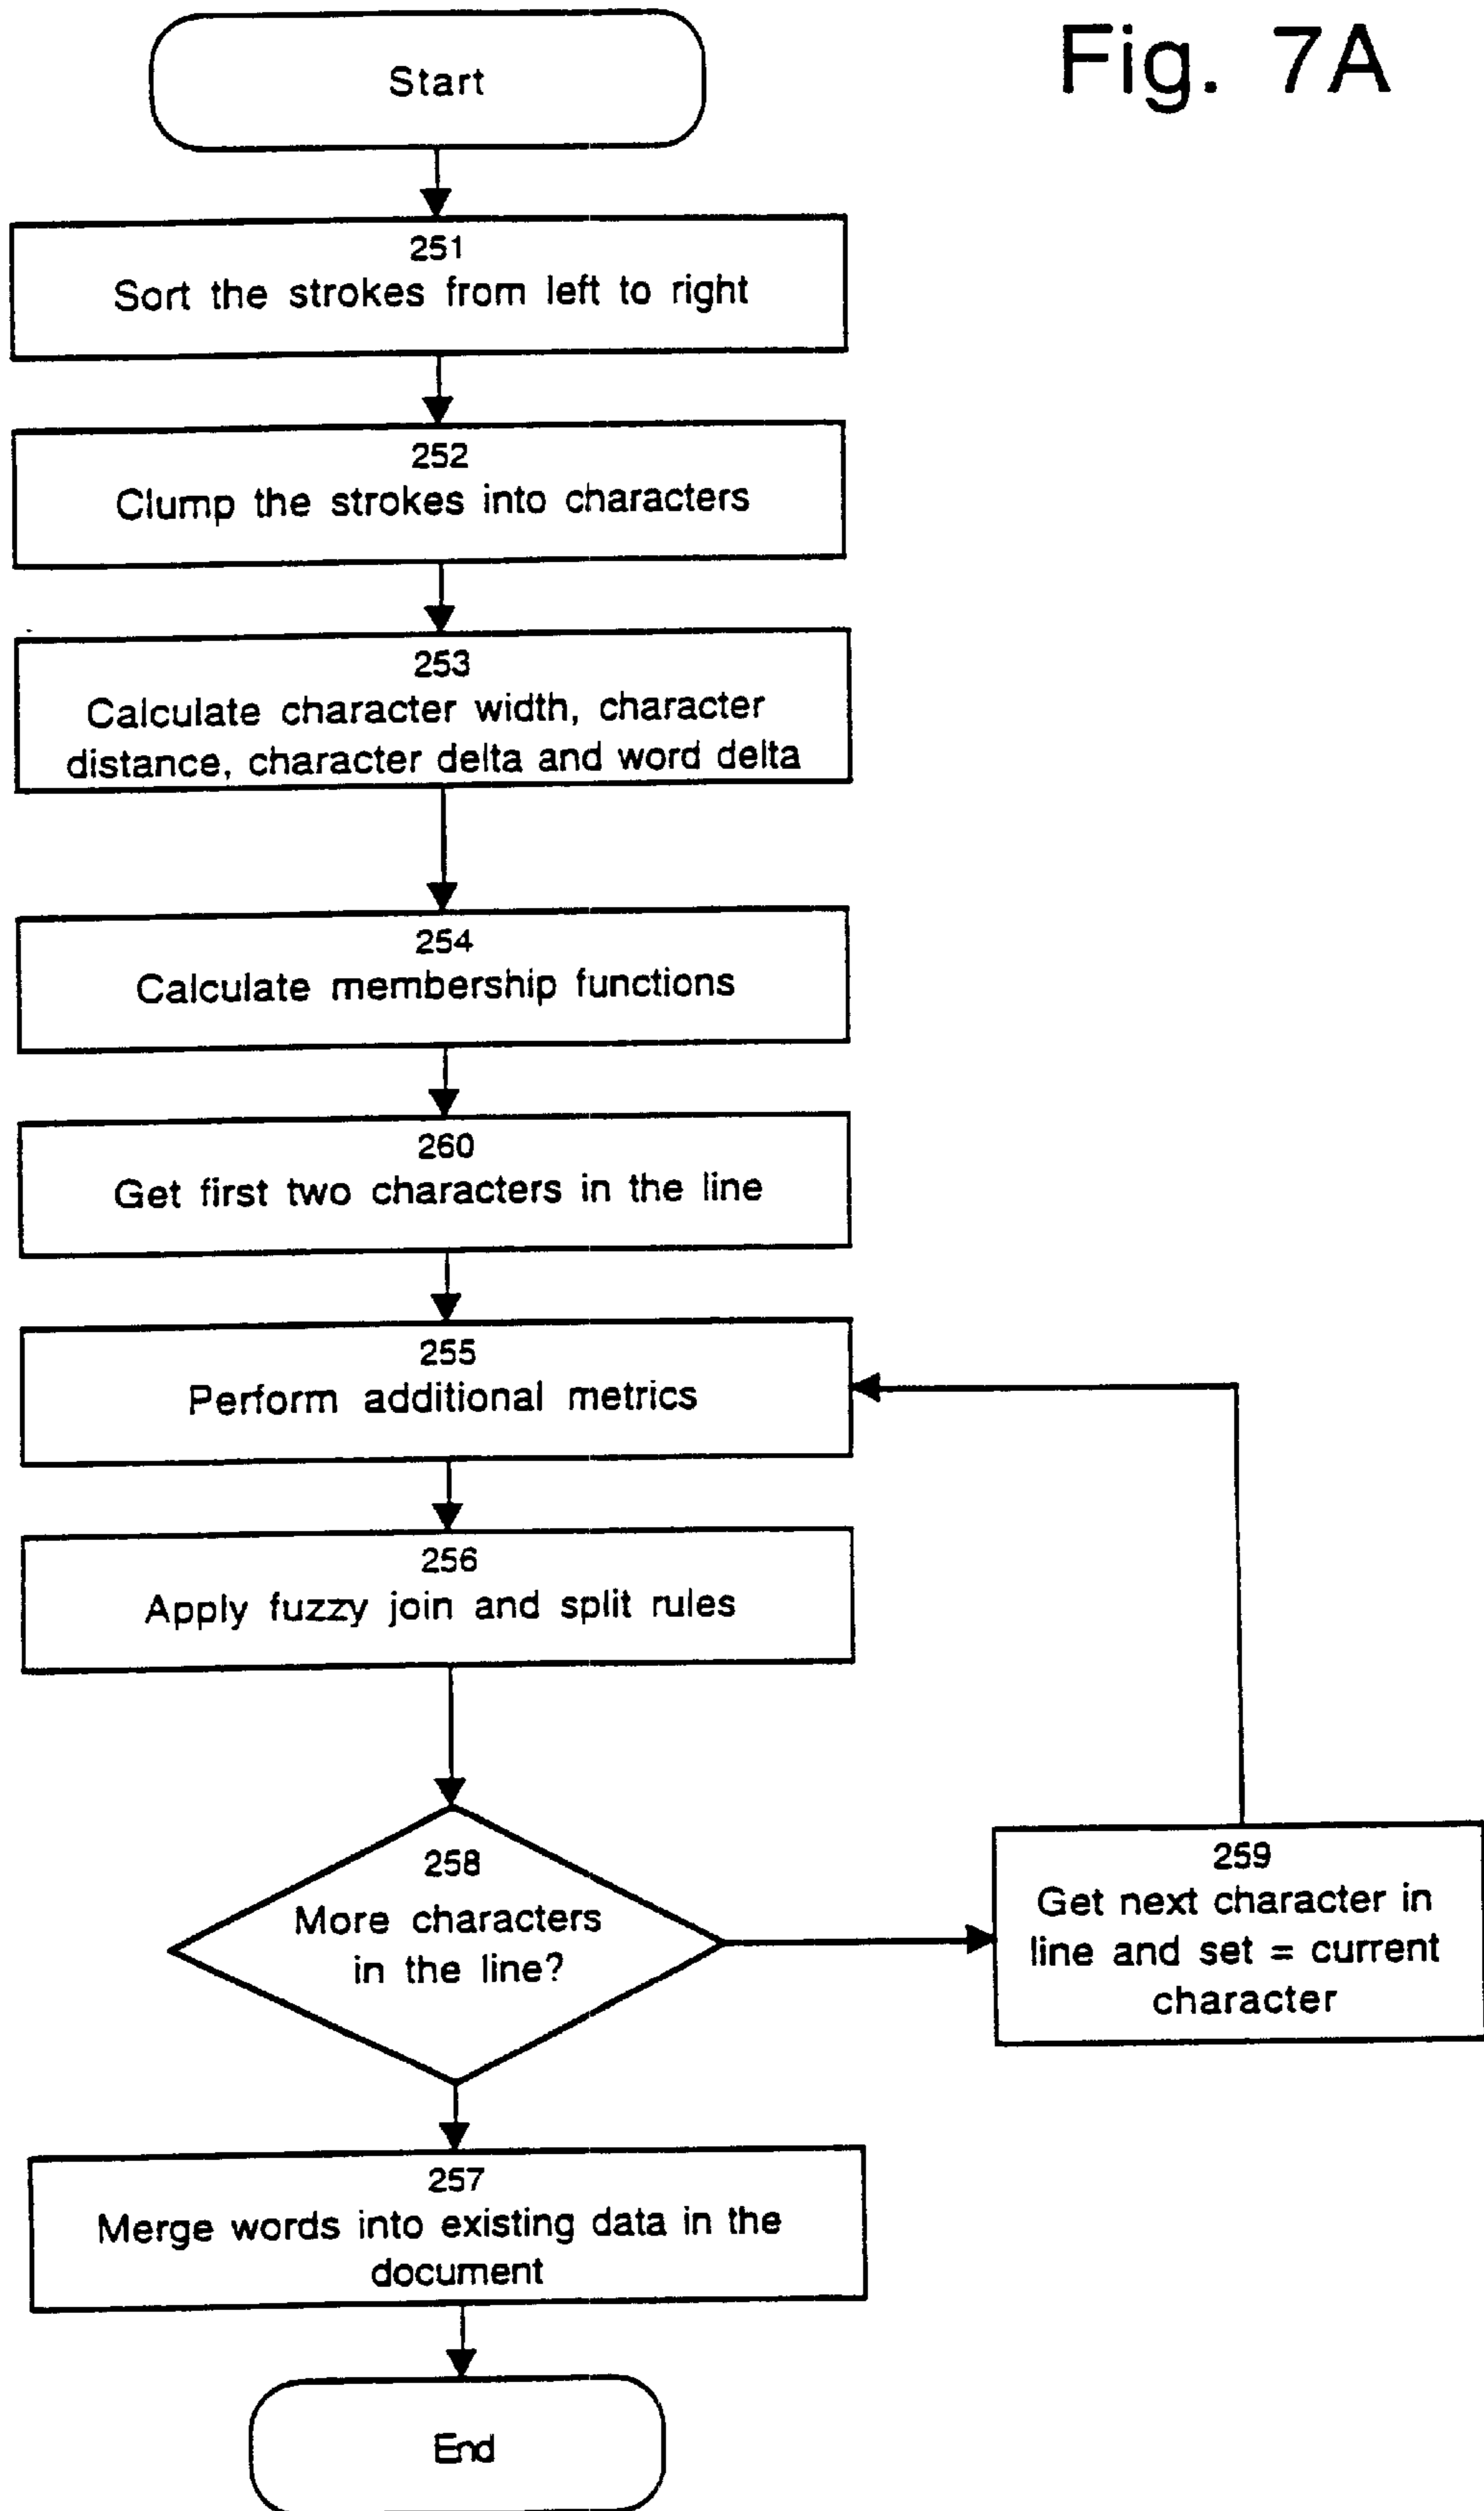 Fig. 7A
Start
251
Sort the strokes from left to right
252
Clump the strokes into characters
253
Calculate character width, character
distance, character delta and word delta
254
Calculate membership functions
260
Get first two characters in the line
255
Perform additional metrics
256
Apply fuzzy join and split rules
258
More characters
in the line?
259
Get next character in
line and set = current
character
257
Merge words into existing data in the
document
End